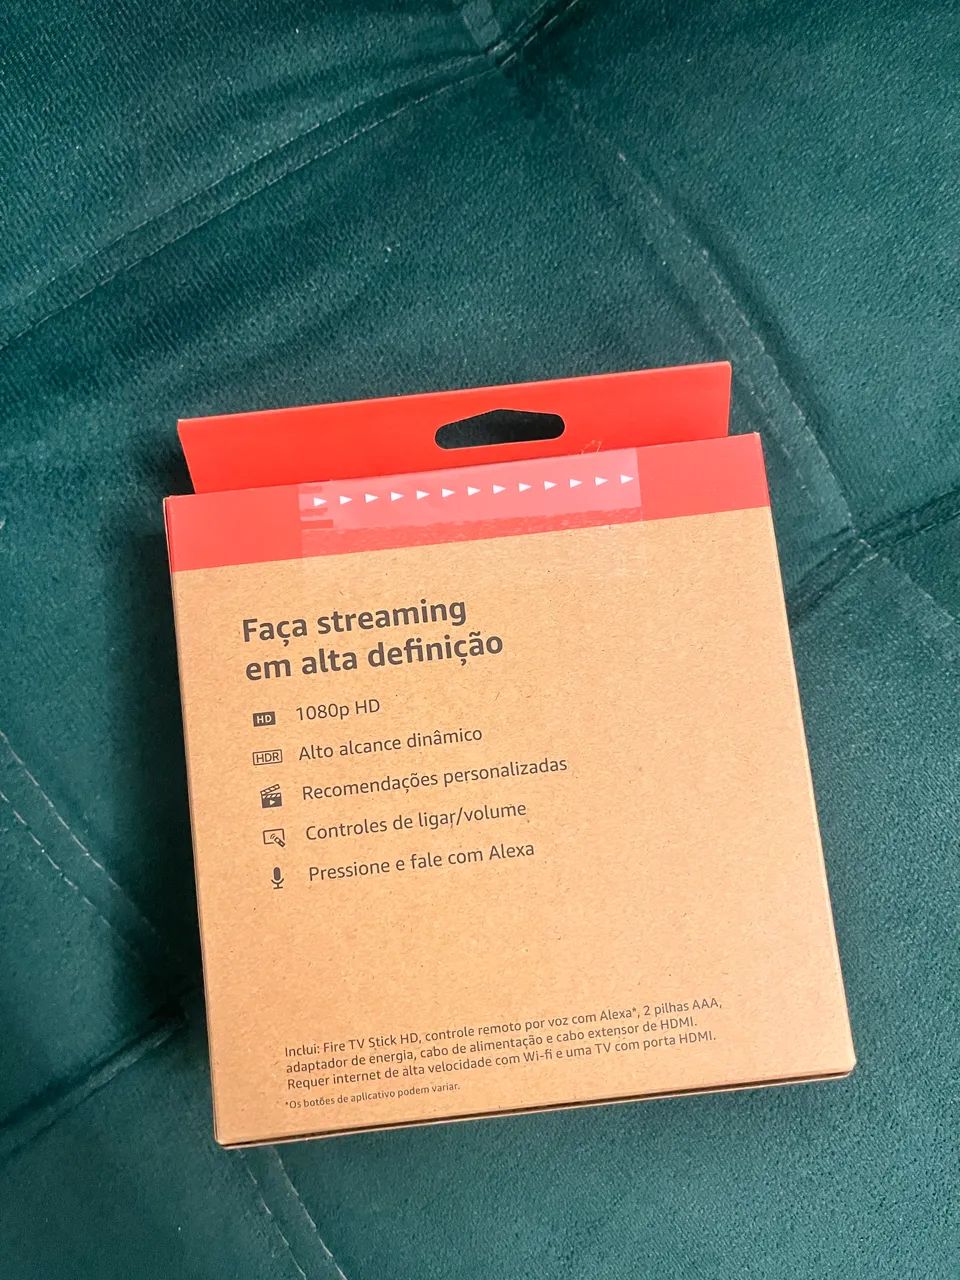 Faça streaming
em alta definição
HD 1080p HD
HDR Alto alcance dinâmico
Recomendações personalizadas
Controles de ligar/volume
Pressione e fale com Alexa
Inclui: Fire TV Stick HD, controle remoto por voz com Alexa*, 2 pilhas AAA,
adaptador de energia, cabo de alimentação e cabo extensor de HDMI.
Requer internet de alta velocidade com Wi-fi e uma TV com porta HDMI.
*Os botões de aplicativo podem variar.